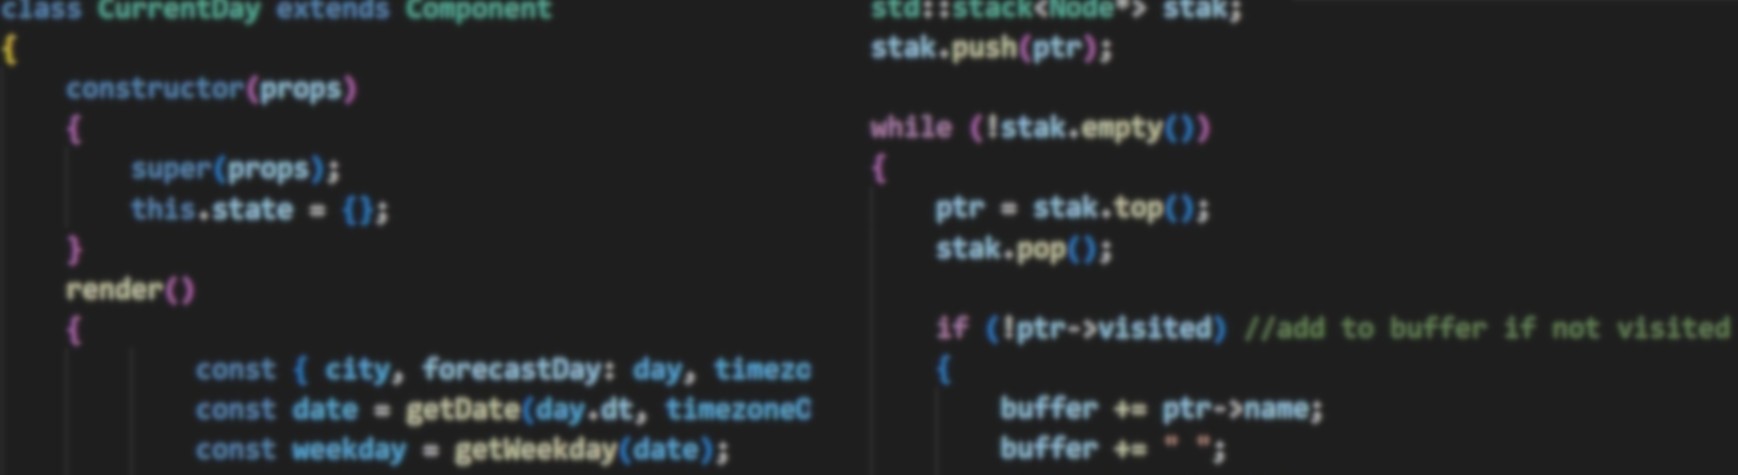 class CurrentDay extends Component
{
constructor(props)
{
super(props);
this.state = {};
}
render()
{
const { city, forecastDay: day, timezo
const date = getDate(day.dt, timezoneC
const weekday = getWeekday(date);
std::stack<Node*> stak;
stak.push(ptr);
while (!stak.empty())
{
ptr = stak.top();
stak.pop();
if (!ptr->visited) //add to buffer if not visited
{
buffer += ptr->name;
buffer += " ";